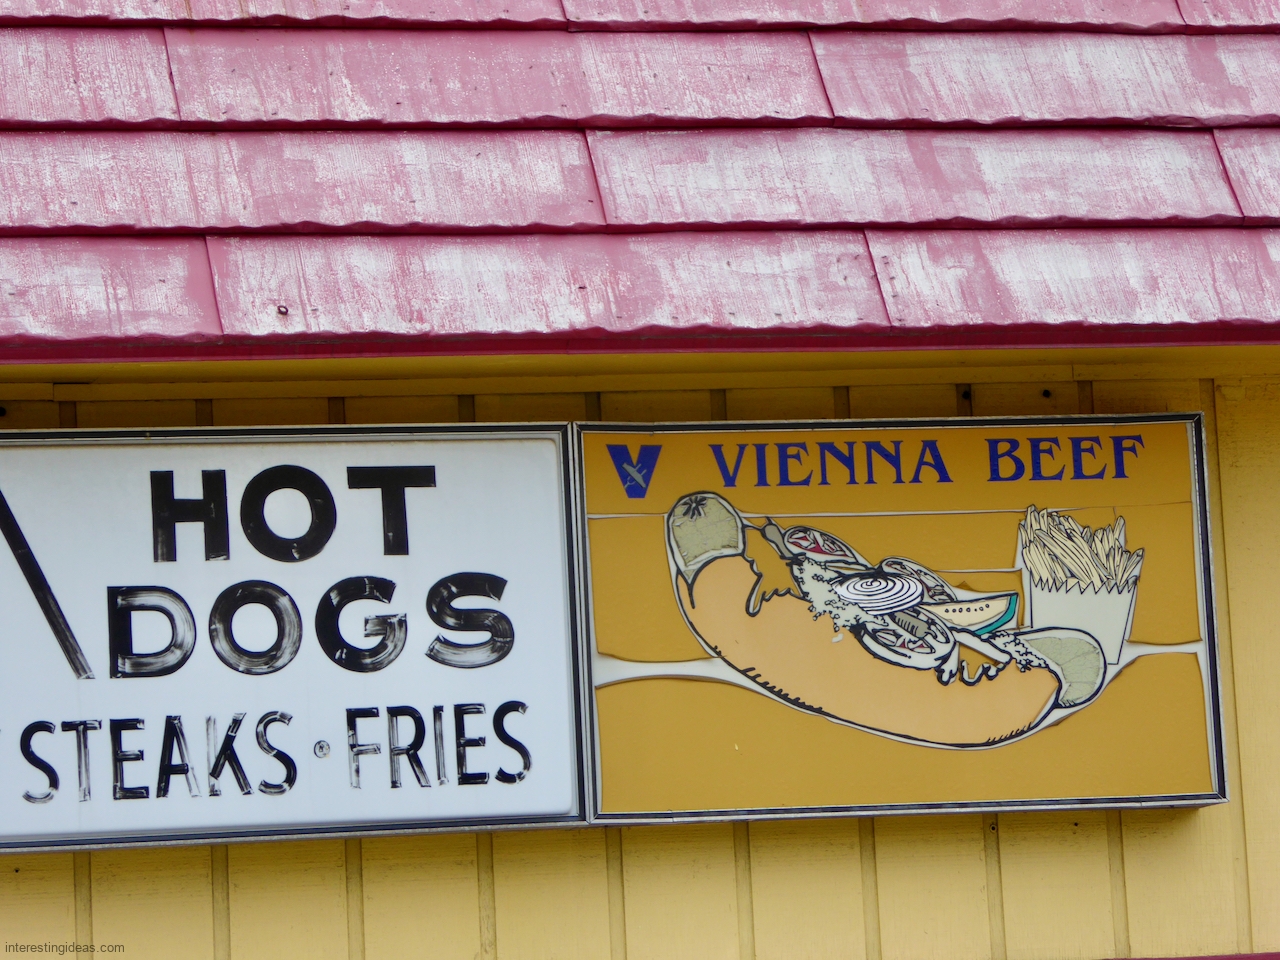 HOT
DOGS
STEAKS · FRIES
V VIENNA BEEF
interestingideas.com